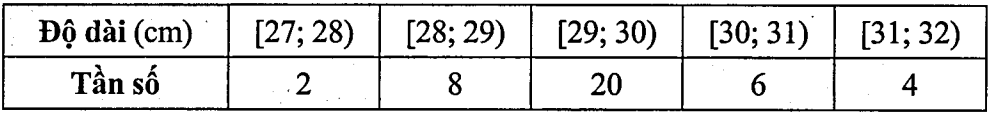 Độ dài (cm) [27; 28) [28; 29) [29; 30) [30; 31) [31; 32)
Tần số 2 8 20 6 4